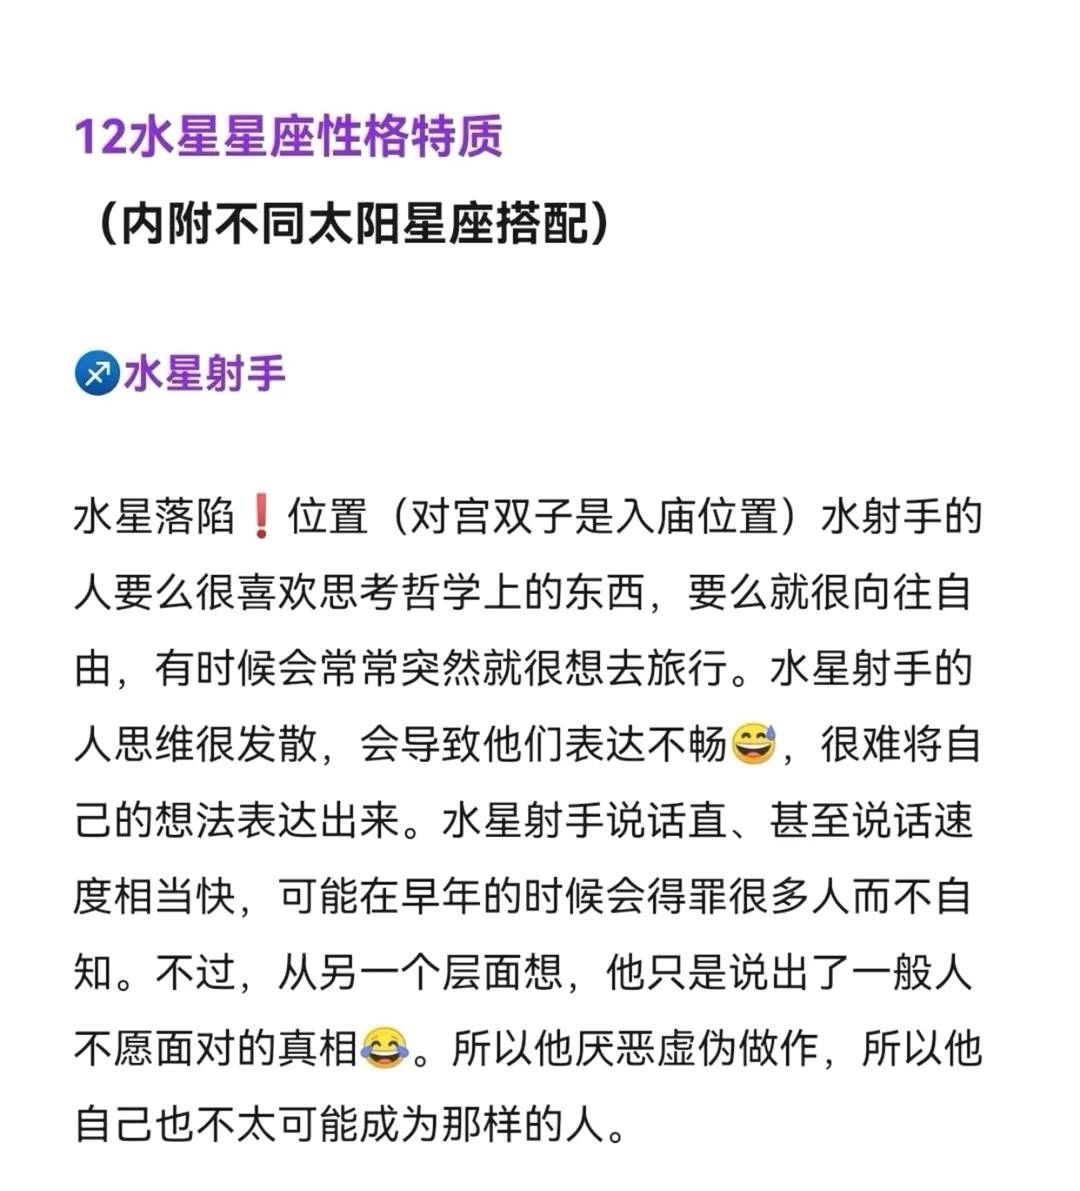 12水星星座性格特质
（内附不同太阳星座搭配）
♐水星射手
水星落陷❗位置（对宫双子是入庙位置）水射手的
人要么很喜欢思考哲学上的东西，要么就很向往自
由，有时候会常常突然就很想去旅行。水星射手的
人思维很发散，会导致他们表达不畅😅，很难将自
己的想法表达出来。水星射手说话直、甚至说话速
度相当快，可能在早年的时候会得罪很多人而不自
知。不过，从另一个层面想，他只是说出了一般人
不愿面对的真相😂。所以他厌恶虚伪做作，所以他
自己也不太可能成为那样的人。